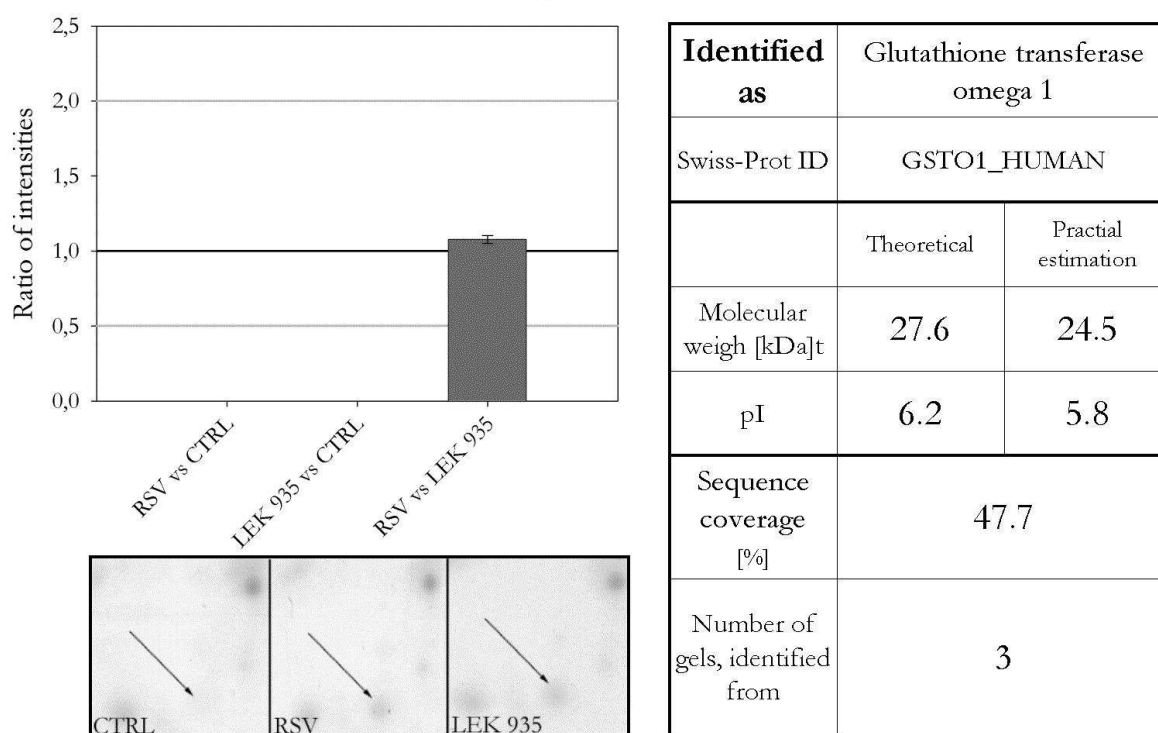 2,5
2,0
1,5
1,0
0,5
0,0
Ratio of intensities
RSV vs CTRL
LEK 935 vs CTRL
RSV vs LEK 935
CTRL
RSV
LEK 935
Identified
as
Glutathione transferase
omega 1
Swiss-Prot ID
GSTO1_HUMAN
Theoretical
Practial
estimation
Molecular
weigh [kDa]t
27.6
24.5
pI
6.2
5.8
Sequence
coverage
[%]
47.7
Number of
gels, identified
from
3